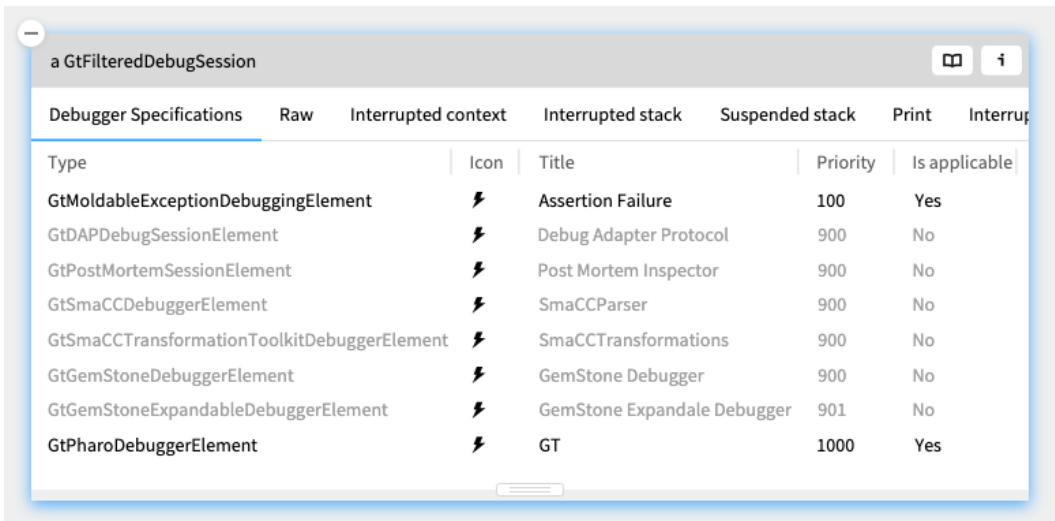 a GtFilteredDebugSession
Debugger Specifications Raw Interrupted context Interrupted stack Suspended stack Print Interrup
Type Icon Title Priority Is applicable
GtMoldableExceptionDebuggingElement Assertion Failure 100 Yes
GtDAPDebugSessionElement Debug Adapter Protocol 900 No
GtPostMortemSessionElement Post Mortem Inspector 900 No
GtSmaCCDebuggerElement SmaCCParser 900 No
GtSmaCCTransformationToolkitDebuggerElement SmaCCTransformations 900 No
GtGemStoneDebuggerElement GemStone Debugger 900 No
GtGemStoneExpandableDebuggerElement GemStone Expandale Debugger 901 No
GtPharoDebuggerElement GT 1000 Yes